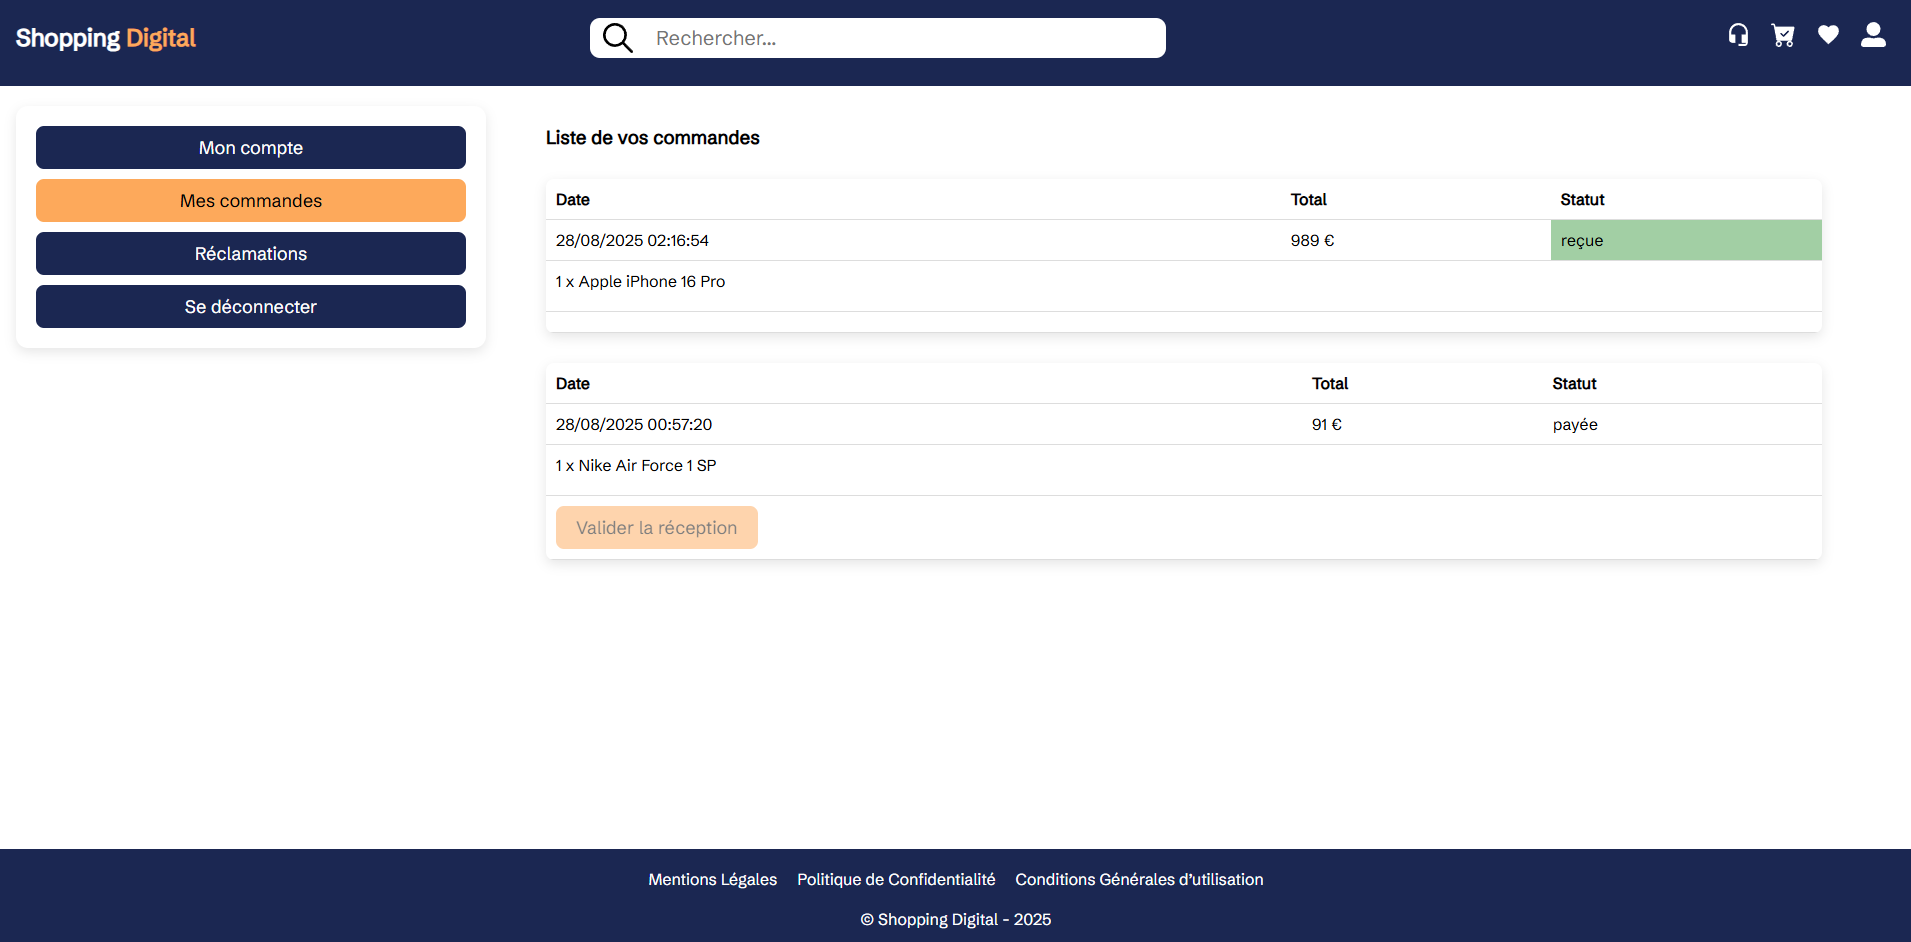 Shopping Digital
Rechercher...
Mon compte
Mes commandes
Réclamations
Se déconnecter
Liste de vos commandes
Date Total Statut
28/08/2025 02:16:54 989 € reçue
1 x Apple iPhone 16 Pro
Date Total Statut
28/08/2025 00:57:20 91 € payée
1 x Nike Air Force 1 SP
Valider la réception
Mentions Légales Politique de Confidentialité Conditions Générales d’utilisation
© Shopping Digital - 2025